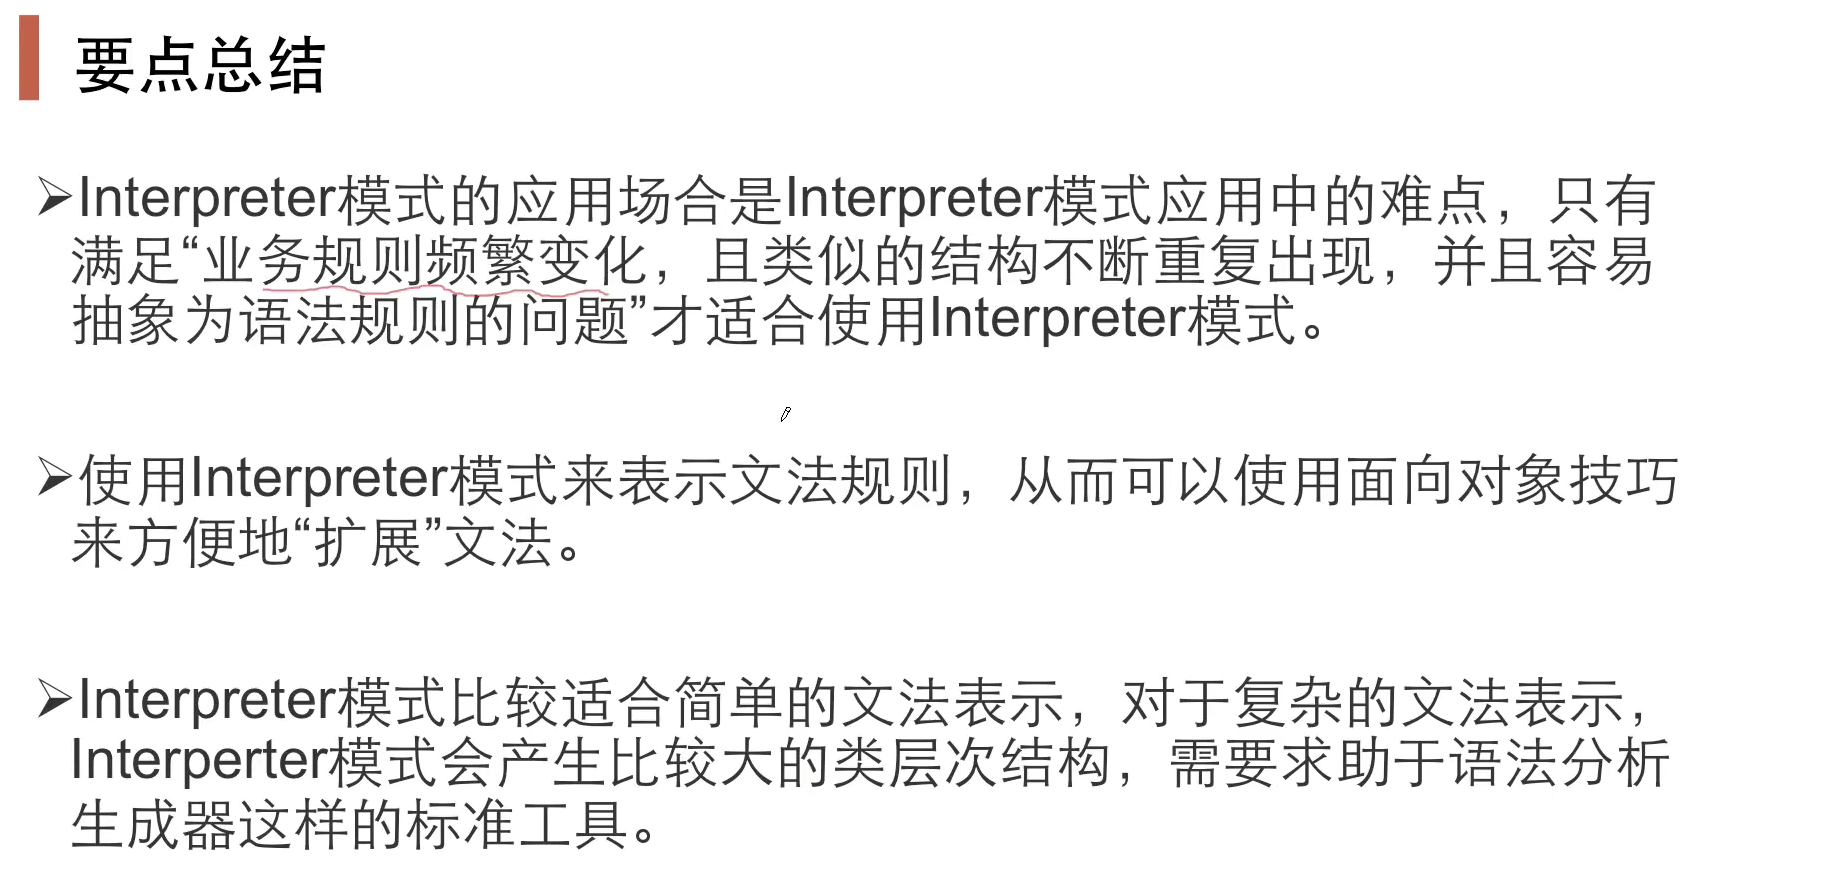 要点总结
➢Interpreter模式的应用场合是Interpreter模式应用中的难点，只有
满足“业务规则频繁变化，且类似的结构不断重复出现，并且容易
抽象为语法规则的问题”才适合使用Interpreter模式。
➢使用Interpreter模式来表示文法规则，从而可以使用面向对象技巧
来方便地“扩展”文法。
➢Interpreter模式比较适合简单的文法表示，对于复杂的文法表示，
Interperter模式会产生比较大的类层次结构，需要求助于语法分析
生成器这样的标准工具。